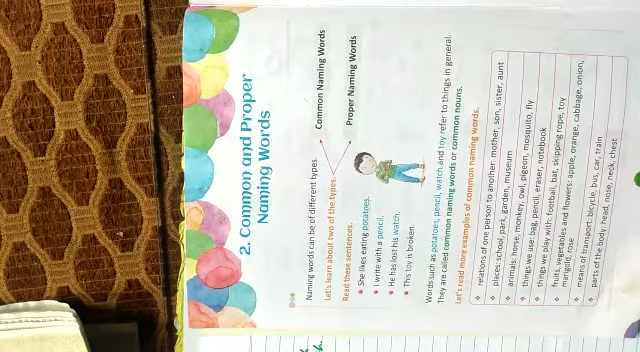 2. Common and Proper
Naming Words
Naming words can be of different types.
Let's learn about two of the types.
Common Naming Words
Proper Naming Words
Read these sentences.
She likes eating potatoes.
I write with a pencil.
He has lost his watch.
This toy is broken.
Words such as potatoes, pencil, watch and toy refer to things in general.
They are called common naming words or common nouns.
Let's read more examples of common naming words.
relations of one person to another: mother, son, sister, aunt
places: school, park, garden, museum
animals: horse, monkey, owl, pigeon, mosquito, fly
things we use: bag, pencil, eraser, notebook
things we play with: football, bat, skipping rope, toy
fruits, vegetables and flowers: apple, orange, cabbage, onion,
marigold, rose
means of transport: bicycle, bus, car, train
parts of the body: head, nose, neck, chest